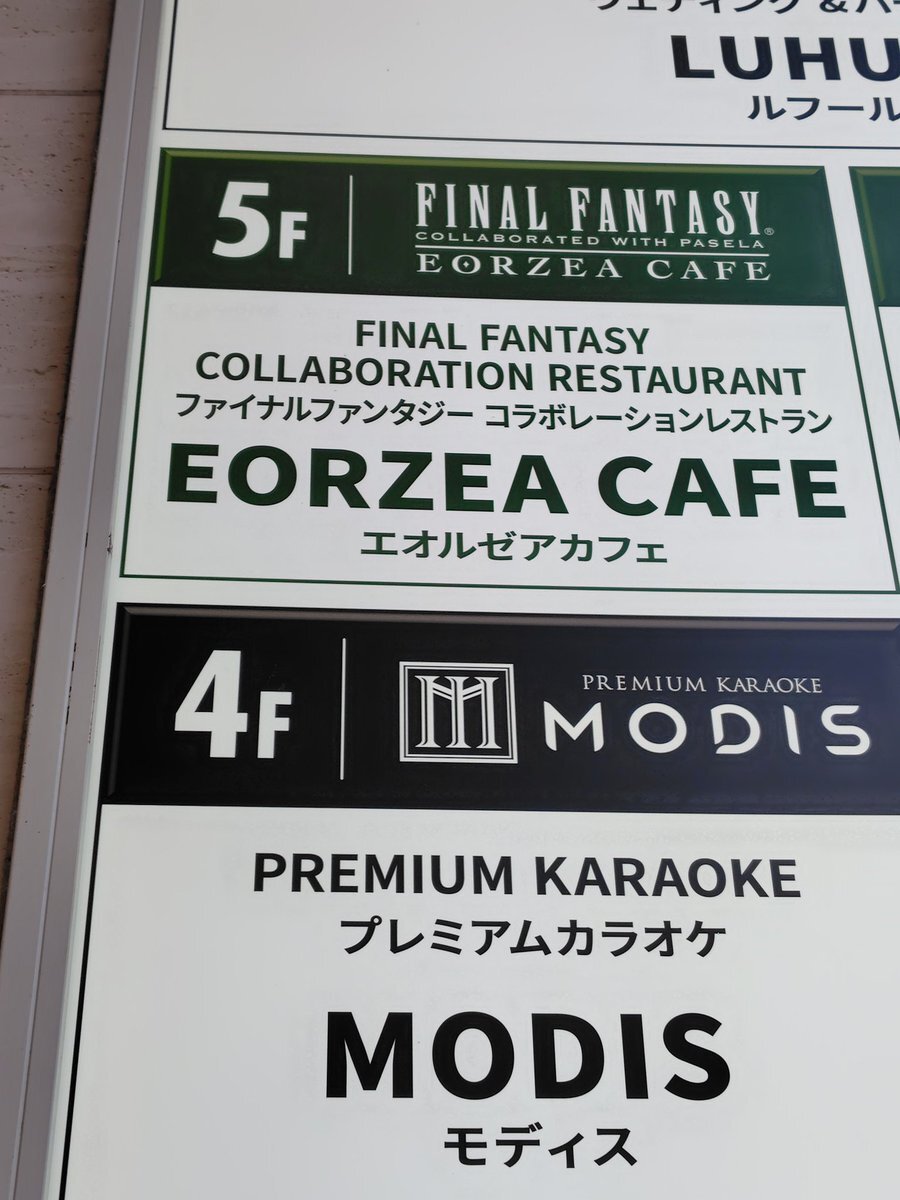 LUHU
ルフール
5F
FINAL FANTASY®
COLLABORATED WITH PASELA
EORZEA CAFE
FINAL FANTASY
COLLABORATION RESTAURANT
ファイナルファンタジー コラボレーションレストラン
EORZEA CAFE
エオルゼアカフェ
4F
PREMIUM KARAOKE
MODIS
PREMIUM KARAOKE
プレミアムカラオケ
MODIS
モディス